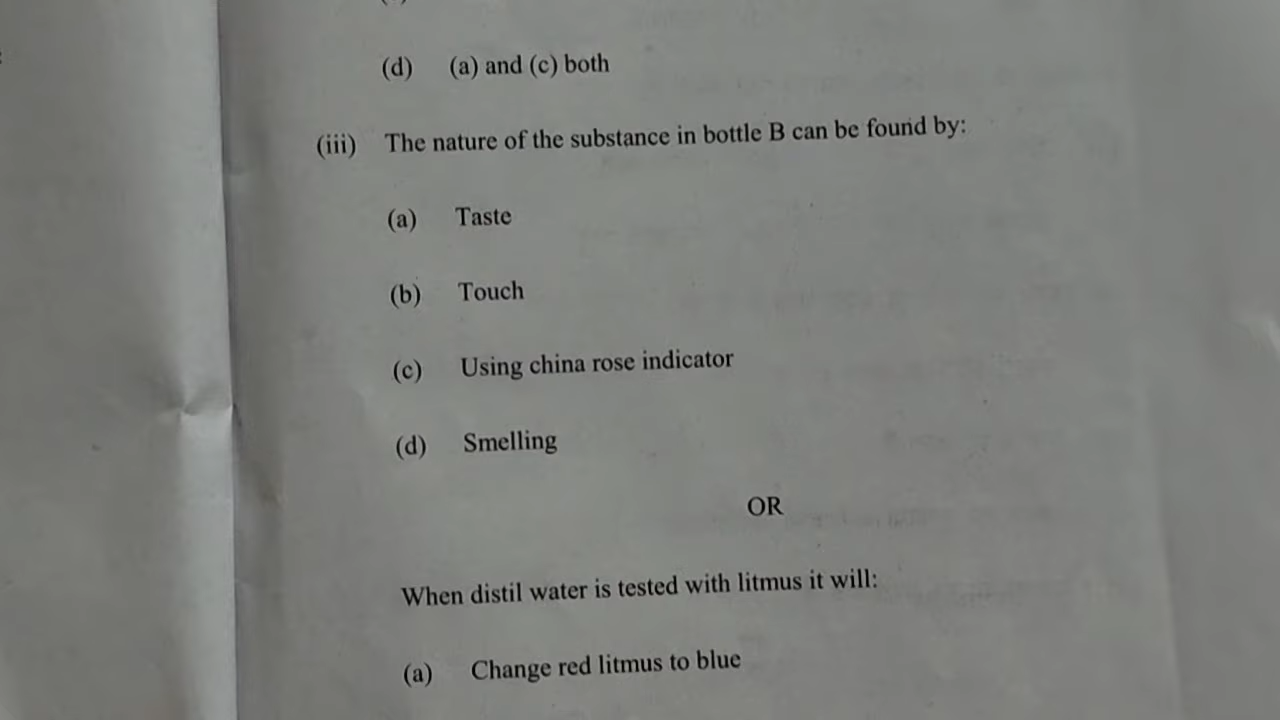 (d) (a) and (c) both
(iii) The nature of the substance in bottle B can be found by:
(a) Taste
(b) Touch
(c) Using china rose indicator
(d) Smelling
OR
When distil water is tested with litmus it will:
(a) Change red litmus to blue